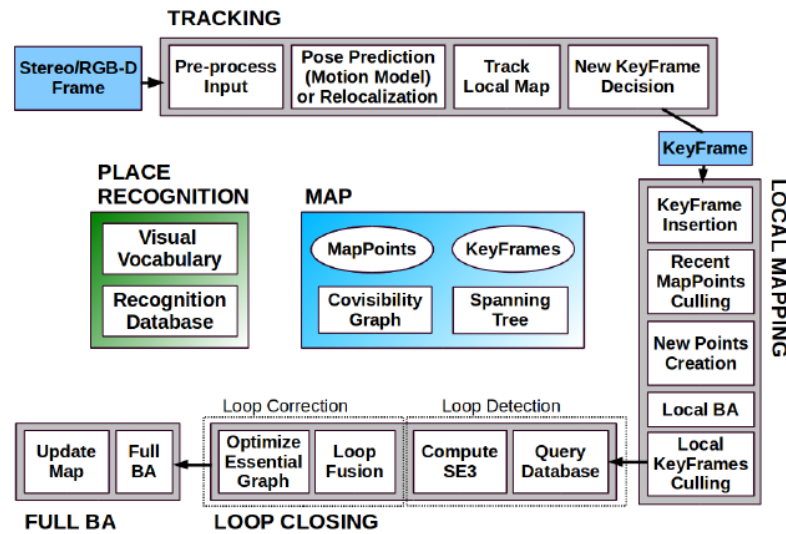 TRACKING
Stereo/RGB-D
Frame
Pre-process
Input
Pose Prediction
(Motion Model)
or Relocalization
Track
Local Map
New KeyFrame
Decision
KeyFrame
LOCAL MAPPING
KeyFrame
Insertion
Recent
MapPoints
Culling
New Points
Creation
Local BA
Local
KeyFrames
Culling
PLACE
RECOGNITION
Visual
Vocabulary
Recognition
Database
MAP
MapPoints
KeyFrames
Covisibility
Graph
Spanning
Tree
Loop Correction
Loop Detection
Optimize
Essential
Graph
Loop
Fusion
Compute
SE3
Query
Database
Update
Map
Full
BA
FULL BA
LOOP CLOSING